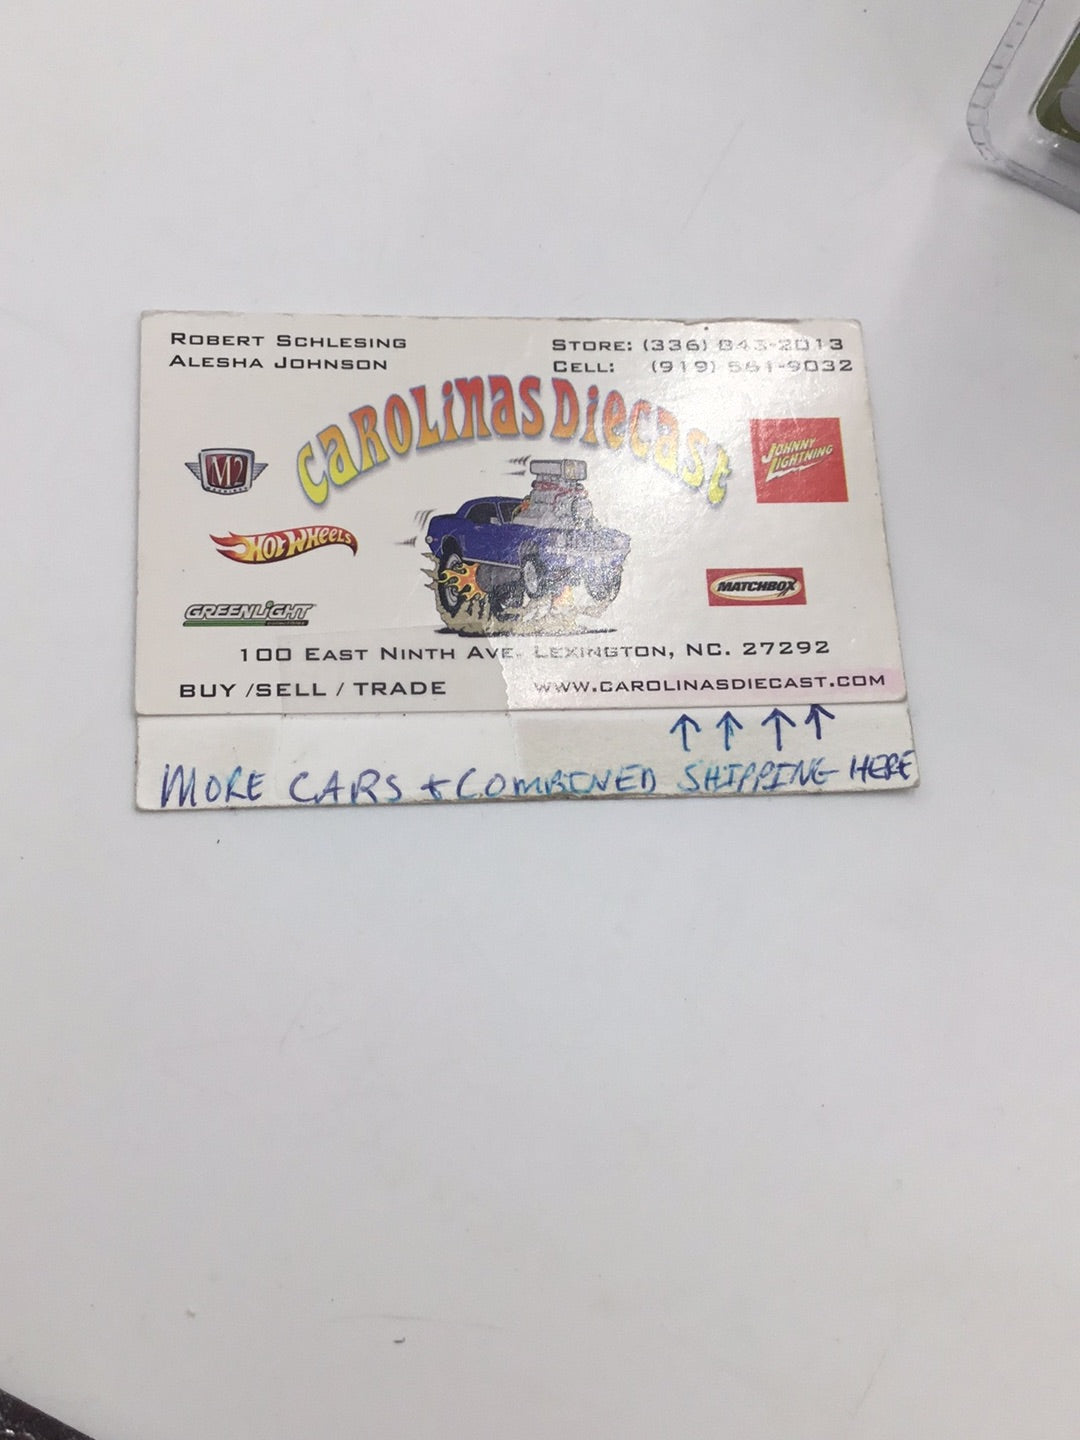 ROBERT SCHLESING
ALESHA JOHNSON
STORE: (336) 843-2013
CELL: (919) 561-9032
CAROLINAS DIECAST
M2
JOHNNY LIGHTNING
HOT WHEELS
MATCHBOX
GREENLIGHT
100 EAST NINTH AVE. LEXINGTON, NC. 27292
BUY /SELL / TRADE
WWW.CAROLINASDIECAST.COM
MORE CARS + COMBINED SHIPPING HERE